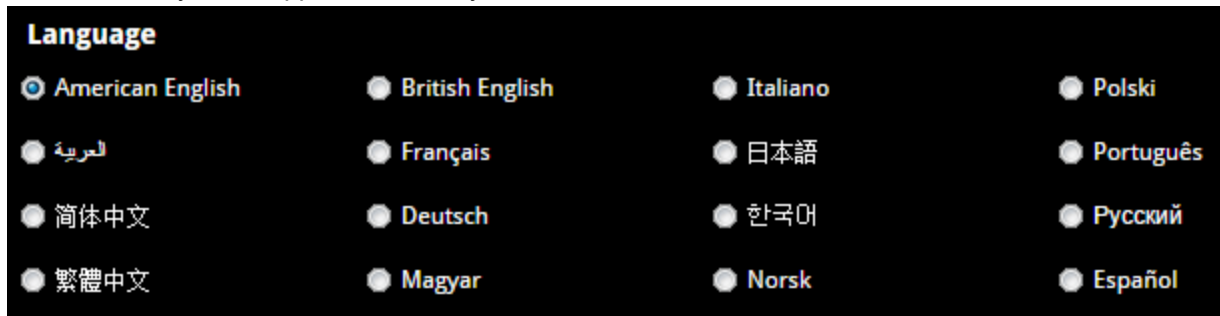 Language
American English British English Italiano Polski
العربية Français 日本語 Português
简体中文 Deutsch 한국어 Русский
繁體中文 Magyar Norsk Español